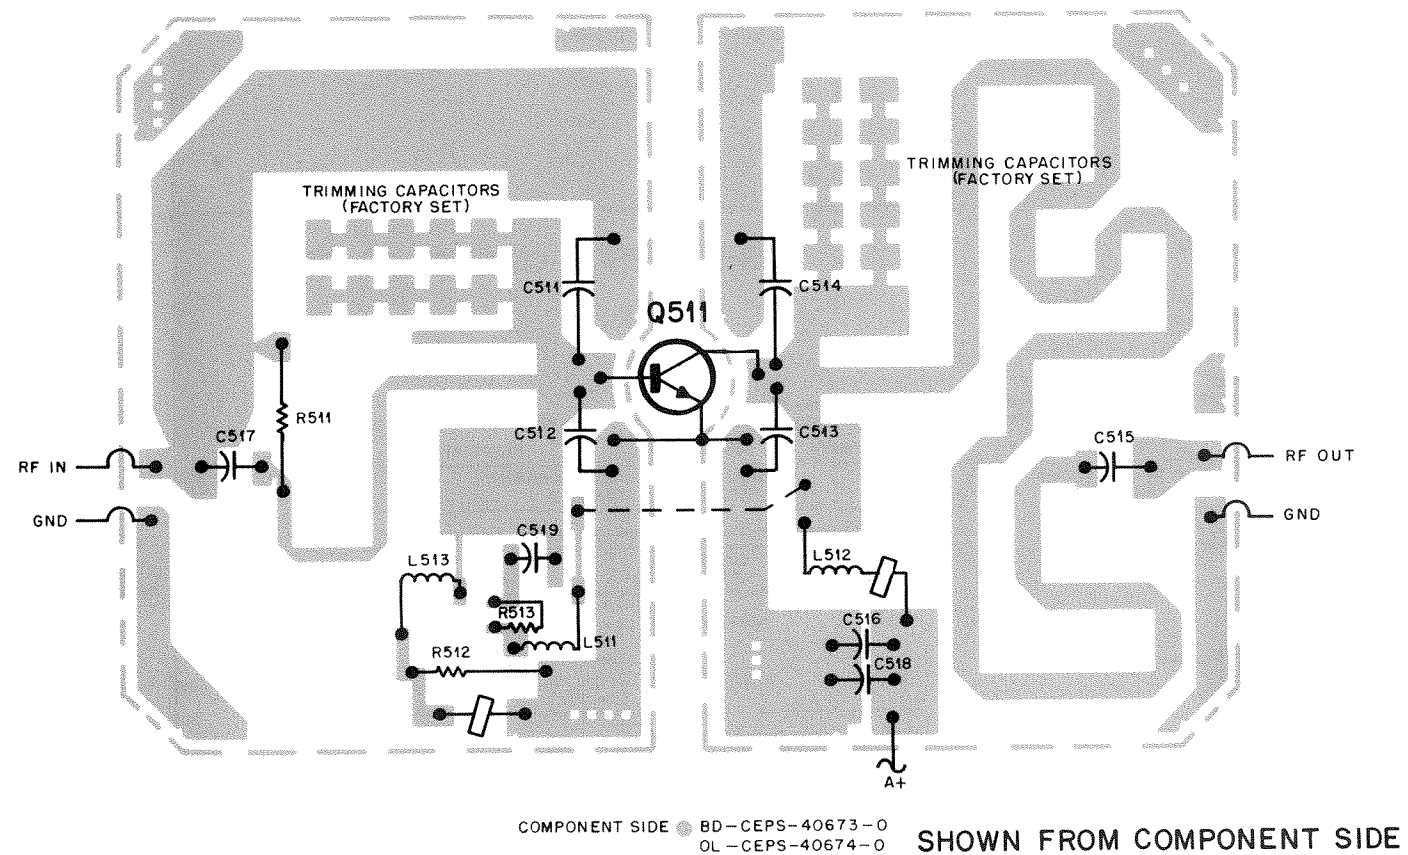 TRIMMING CAPACITORS
(FACTORY SET)
TRIMMING CAPACITORS
(FACTORY SET)
C511
C514
Q511
R511
C517
C512
C513
C515
RF IN
RF OUT
GND
GND
C519
L513
L512
R513
L511
C516
R512
C518
A+
COMPONENT SIDE BD-CEPS-40673-0
OL-CEPS-40674-0
SHOWN FROM COMPONENT SIDE